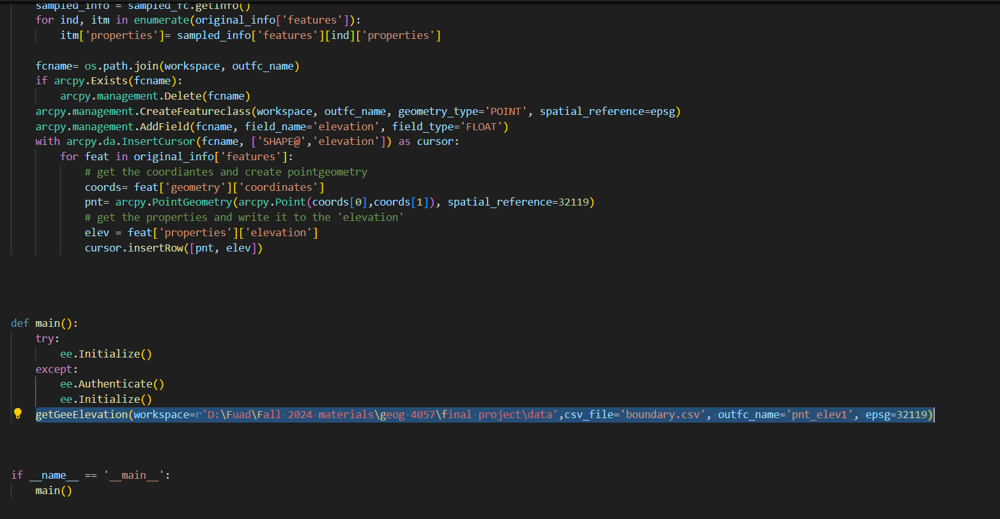 sampled_info = sampled_fc.getInfo()
for ind, itm in enumerate(original_info['features']):
itm['properties']= sampled_info['features'][ind]['properties']
fcname= os.path.join(workspace, outfc_name)
if arcpy.Exists(fcname):
arcpy.management.Delete(fcname)
arcpy.management.CreateFeatureclass(workspace, outfc_name, geometry_type='POINT', spatial_reference=epsg)
arcpy.management.AddField(fcname, field_name='elevation', field_type='FLOAT')
with arcpy.da.InsertCursor(fcname, ['SHAPE@','elevation']) as cursor:
for feat in original_info['features']:
# get the coordiantes and create pointgeometry
coords= feat['geometry']['coordinates']
pnt= arcpy.PointGeometry(arcpy.Point(coords[0],coords[1]), spatial_reference=32119)
# get the properties and write it to the 'elevation'
elev = feat['properties']['elevation']
cursor.insertRow([pnt, elev])
def main():
try:
ee.Initialize()
except:
ee.Authenticate()
ee.Initialize()
getGeeElevation(workspace=r'D:\Fuad\Fall 2024 materials\geog 4057\final project\data',csv_file='boundary.csv', outfc_name='pnt_elev1', epsg=32119)
if __name__ == '__main__':
main()